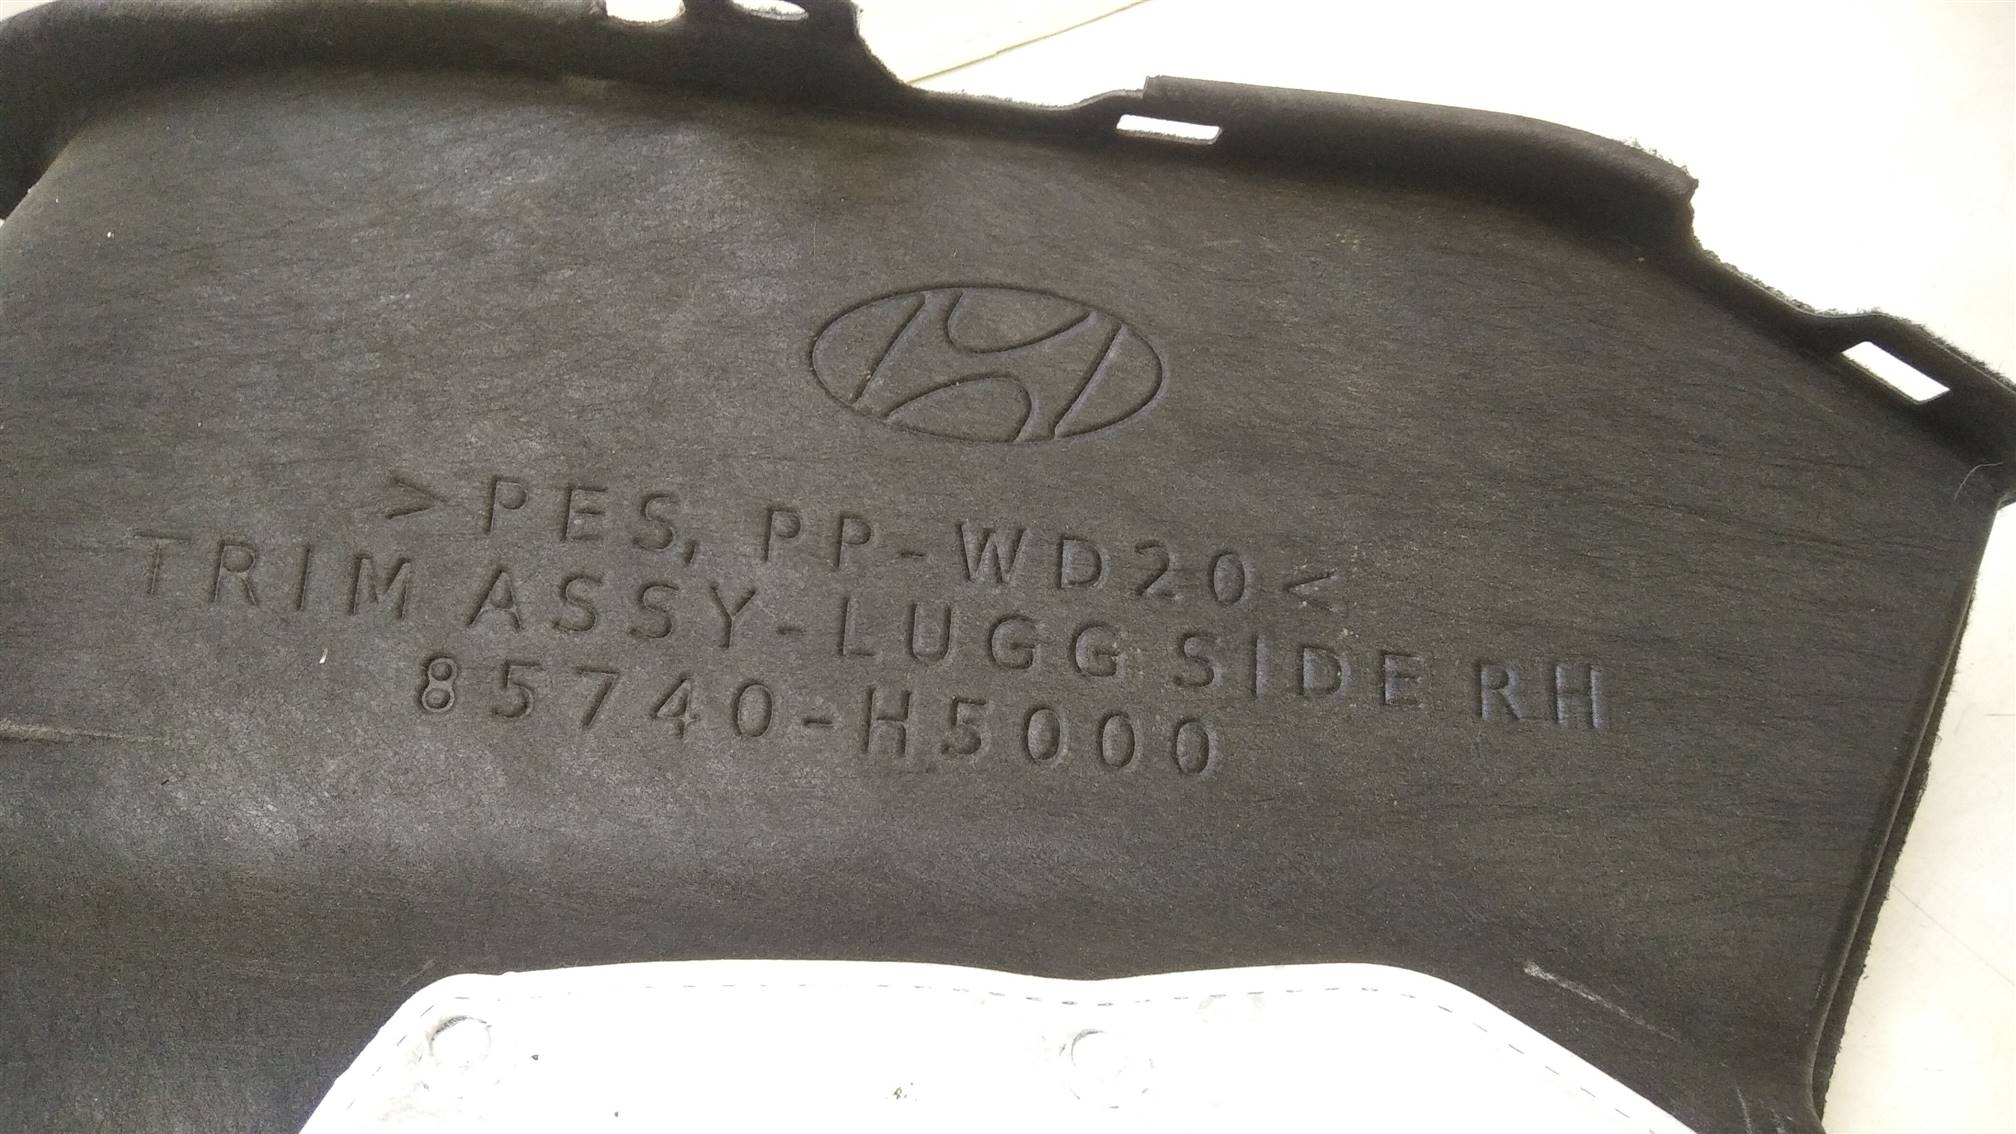 >PES, PP-WD20<
TRIM ASSY-LUGG SIDE RH
85740-H5000